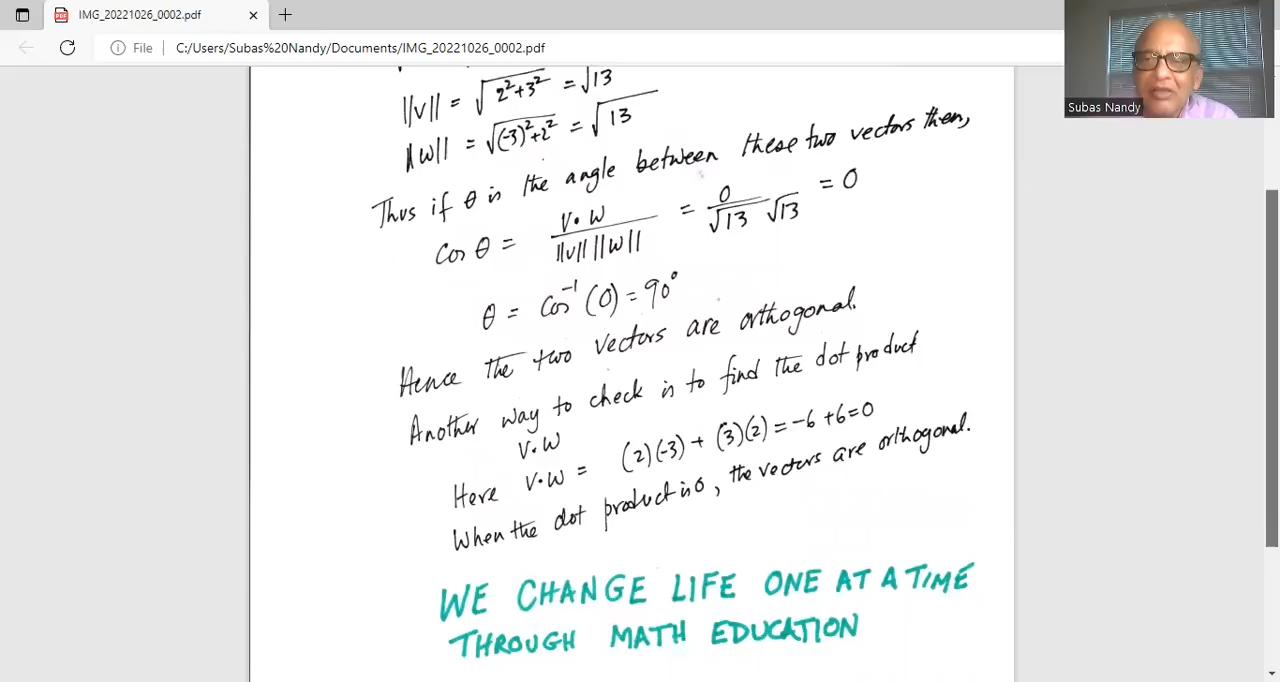 IMG_20221026_0002.pdf
File
C:/Users/Subas%20Nandy/Documents/IMG_20221026_0002.pdf
Subas Nandy
||V|| = √2²+3² = √13
||W|| = √(-3)²+2² = √13
Thus if θ is the angle between these two vectors then,
Cos θ = V•W / ||V|| ||W|| = 0 / √13 √13 = 0
θ = Cos⁻¹ (0) = 90°
Hence the two vectors are orthogonal.
Another way to check is to find the dot product
V•W
Here V•W = (2)(-3) + (3)(2) = -6 +6=0
When the dot product is 0, the vectors are orthogonal.
WE CHANGE LIFE ONE AT A TIME
THROUGH MATH EDUCATION